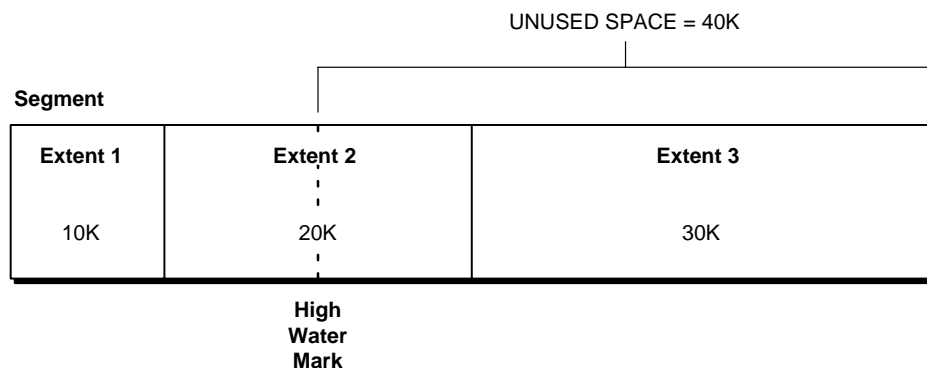 UNUSED SPACE = 40K
Segment
Extent 1
Extent 2
Extent 3
10K
20K
30K
High
Water
Mark